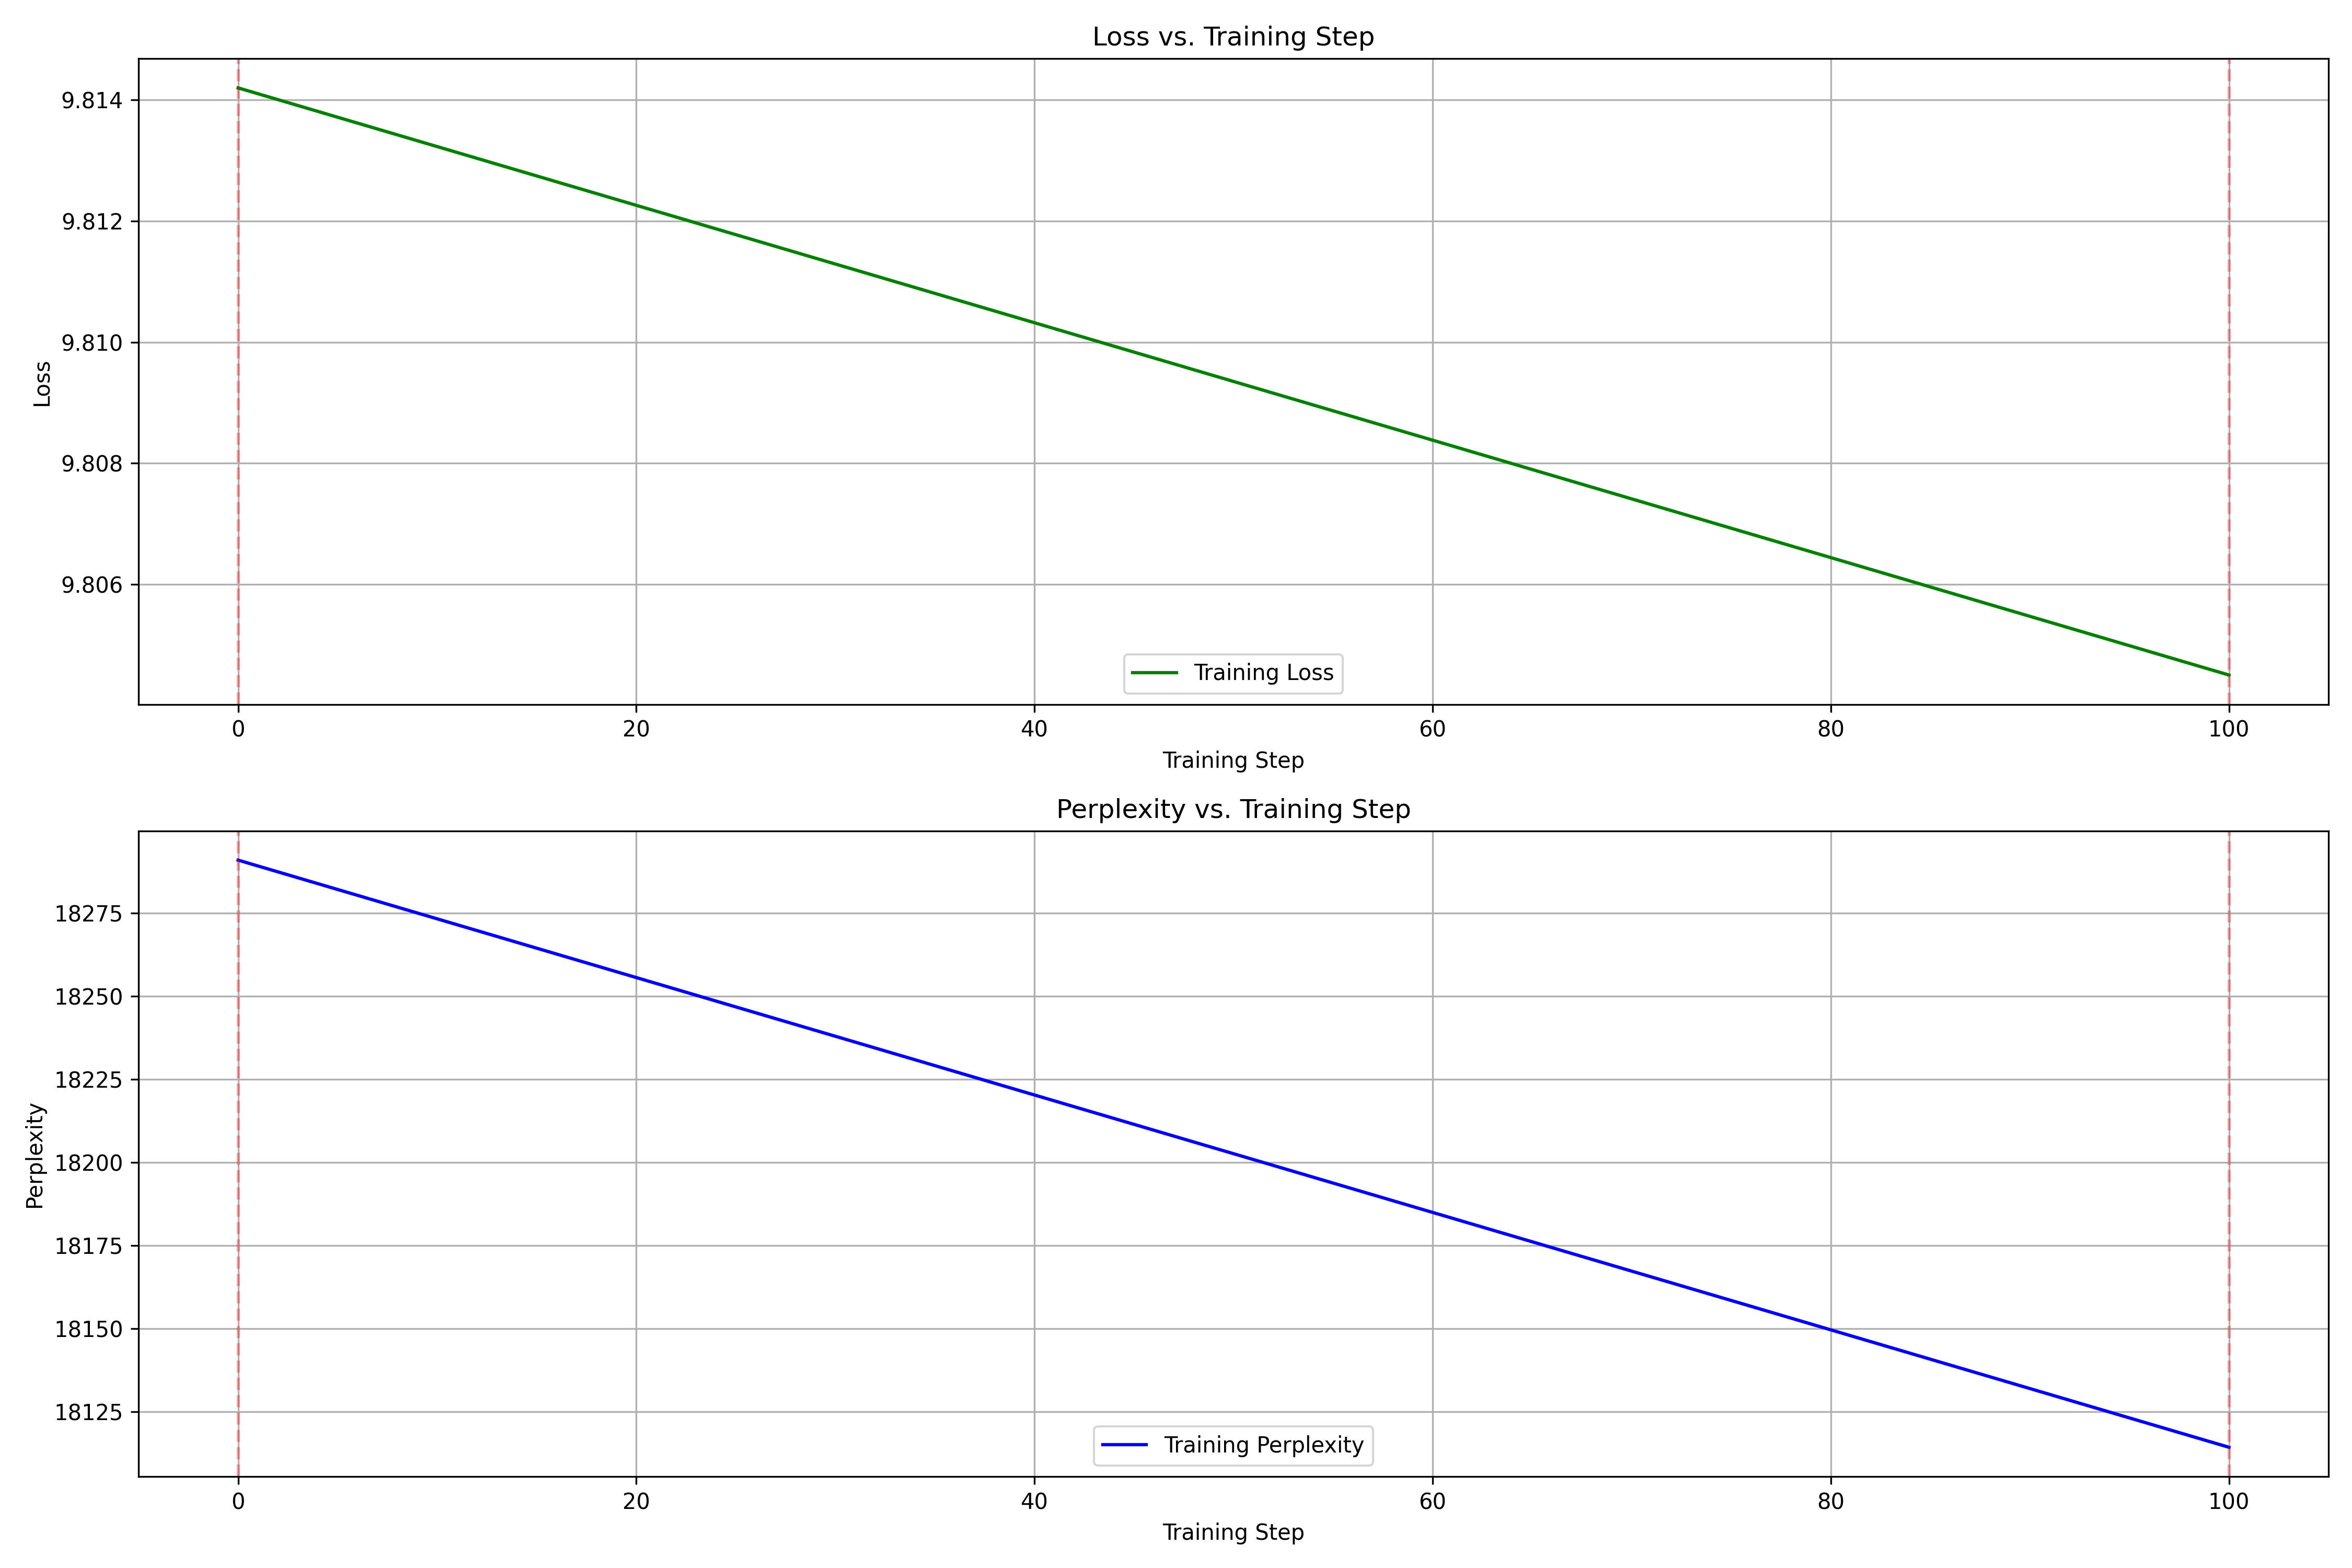 Loss vs. Training Step
9.814
9.812
9.810
9.808
9.806
Loss
Training Loss
0 20 40 60 80 100
Training Step
Perplexity vs. Training Step
18275
18250
18225
18200
18175
18150
18125
Perplexity
Training Perplexity
0 20 40 60 80 100
Training Step